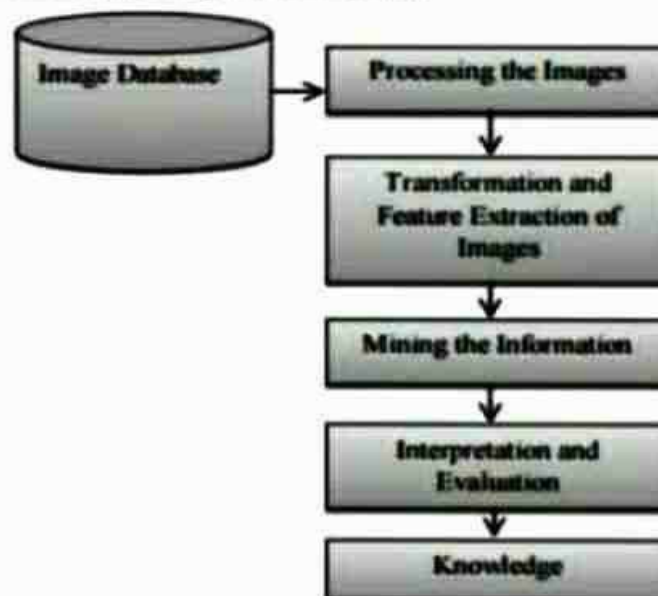 Image Database
Processing the Images
Transformation and
Feature Extraction of
Images
Mining the Information
Interpretation and
Evaluation
Knowledge